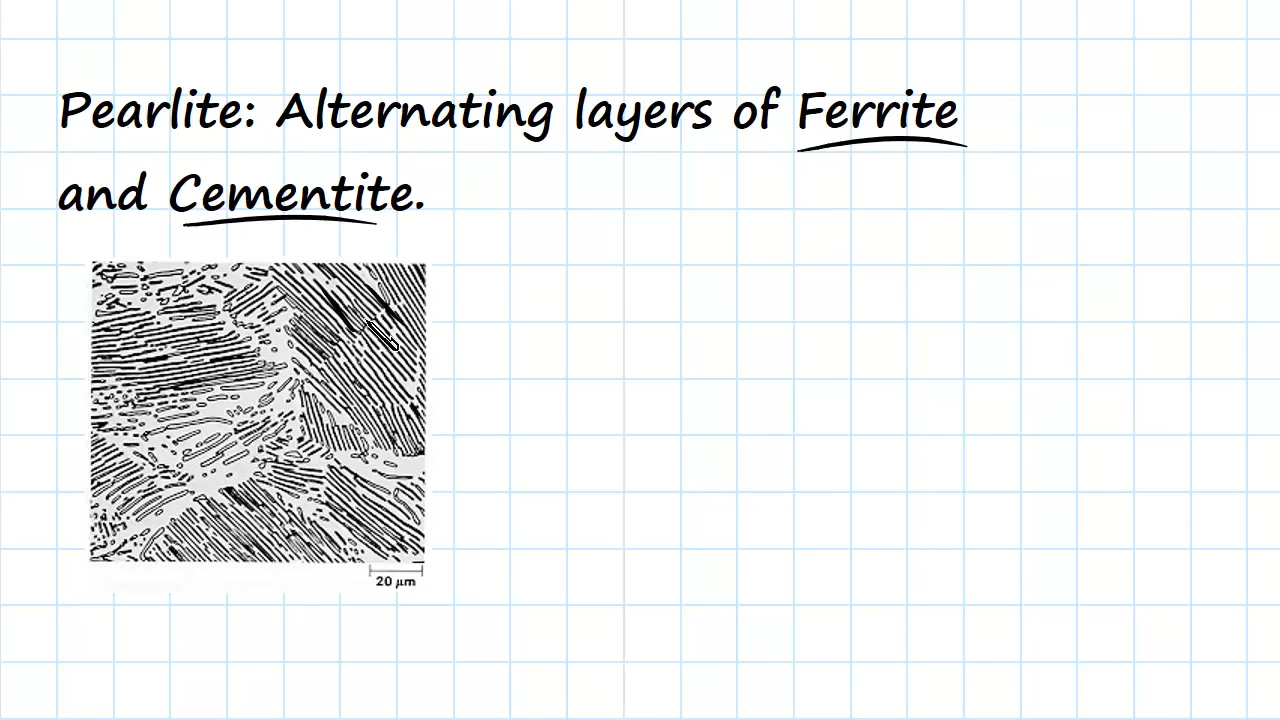 Pearlite: Alternating layers of Ferrite
and Cementite.
20 μm